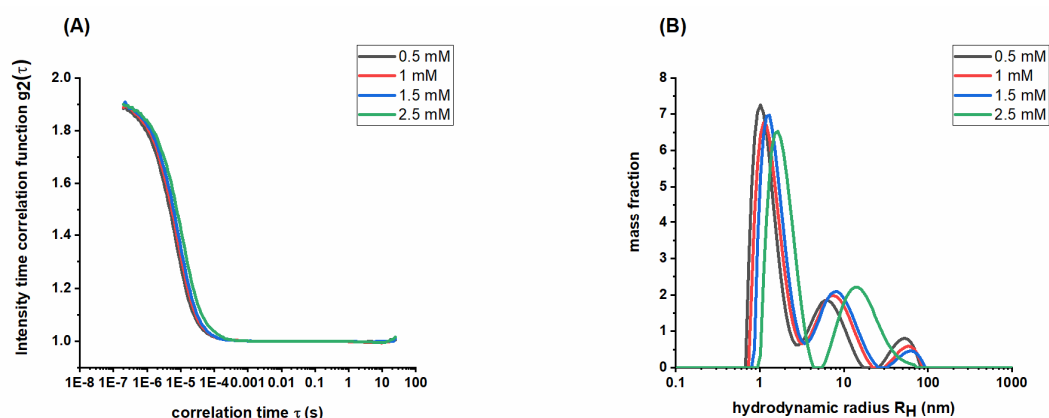 (A)
0.5 mM
1 mM
1.5 mM
2.5 mM
Intensity time correlation function g2(τ)
2.0
1.8
1.6
1.4
1.2
1.0
1E-8 1E-7 1E-6 1E-5 1E-40.001 0.01 0.1 1 10 100
correlation time τ (s)
(B)
0.5 mM
1 mM
1.5 mM
2.5 mM
mass fraction
8
7
6
5
4
3
2
1
0
0.1 1 10 100 1000
hydrodynamic radius RH (nm)